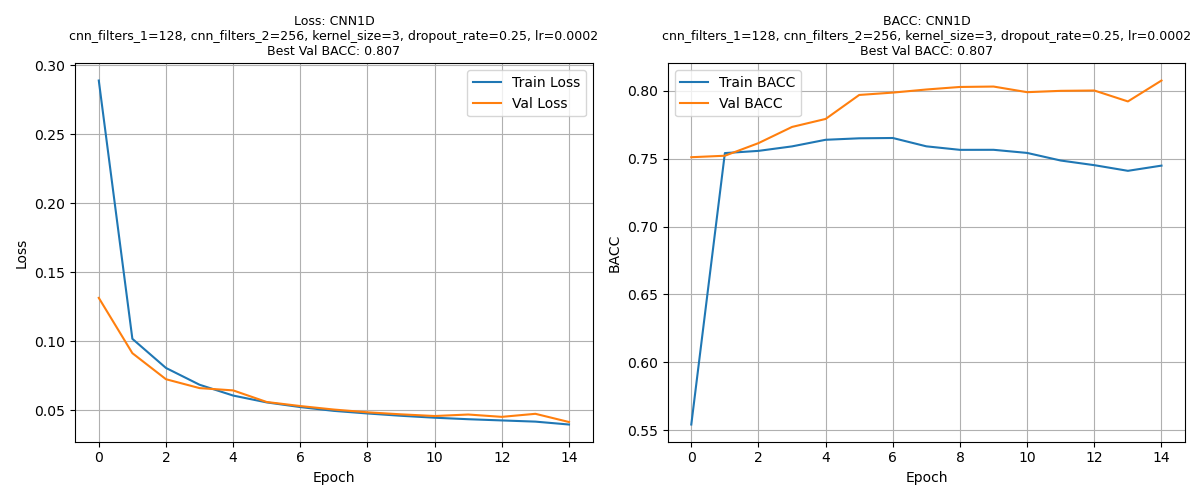 Loss: CNN1D
cnn_filters_1=128, cnn_filters_2=256, kernel_size=3, dropout_rate=0.25, lr=0.0002
Best Val BACC: 0.807
0.30
0.25
0.20
0.15
0.10
0.05
Loss
Train Loss
Val Loss
0 2 4 6 8 10 12 14
Epoch
BACC: CNN1D
cnn_filters_1=128, cnn_filters_2=256, kernel_size=3, dropout_rate=0.25, lr=0.0002
Best Val BACC: 0.807
0.80
0.75
0.70
0.65
0.60
0.55
BACC
Train BACC
Val BACC
0 2 4 6 8 10 12 14
Epoch